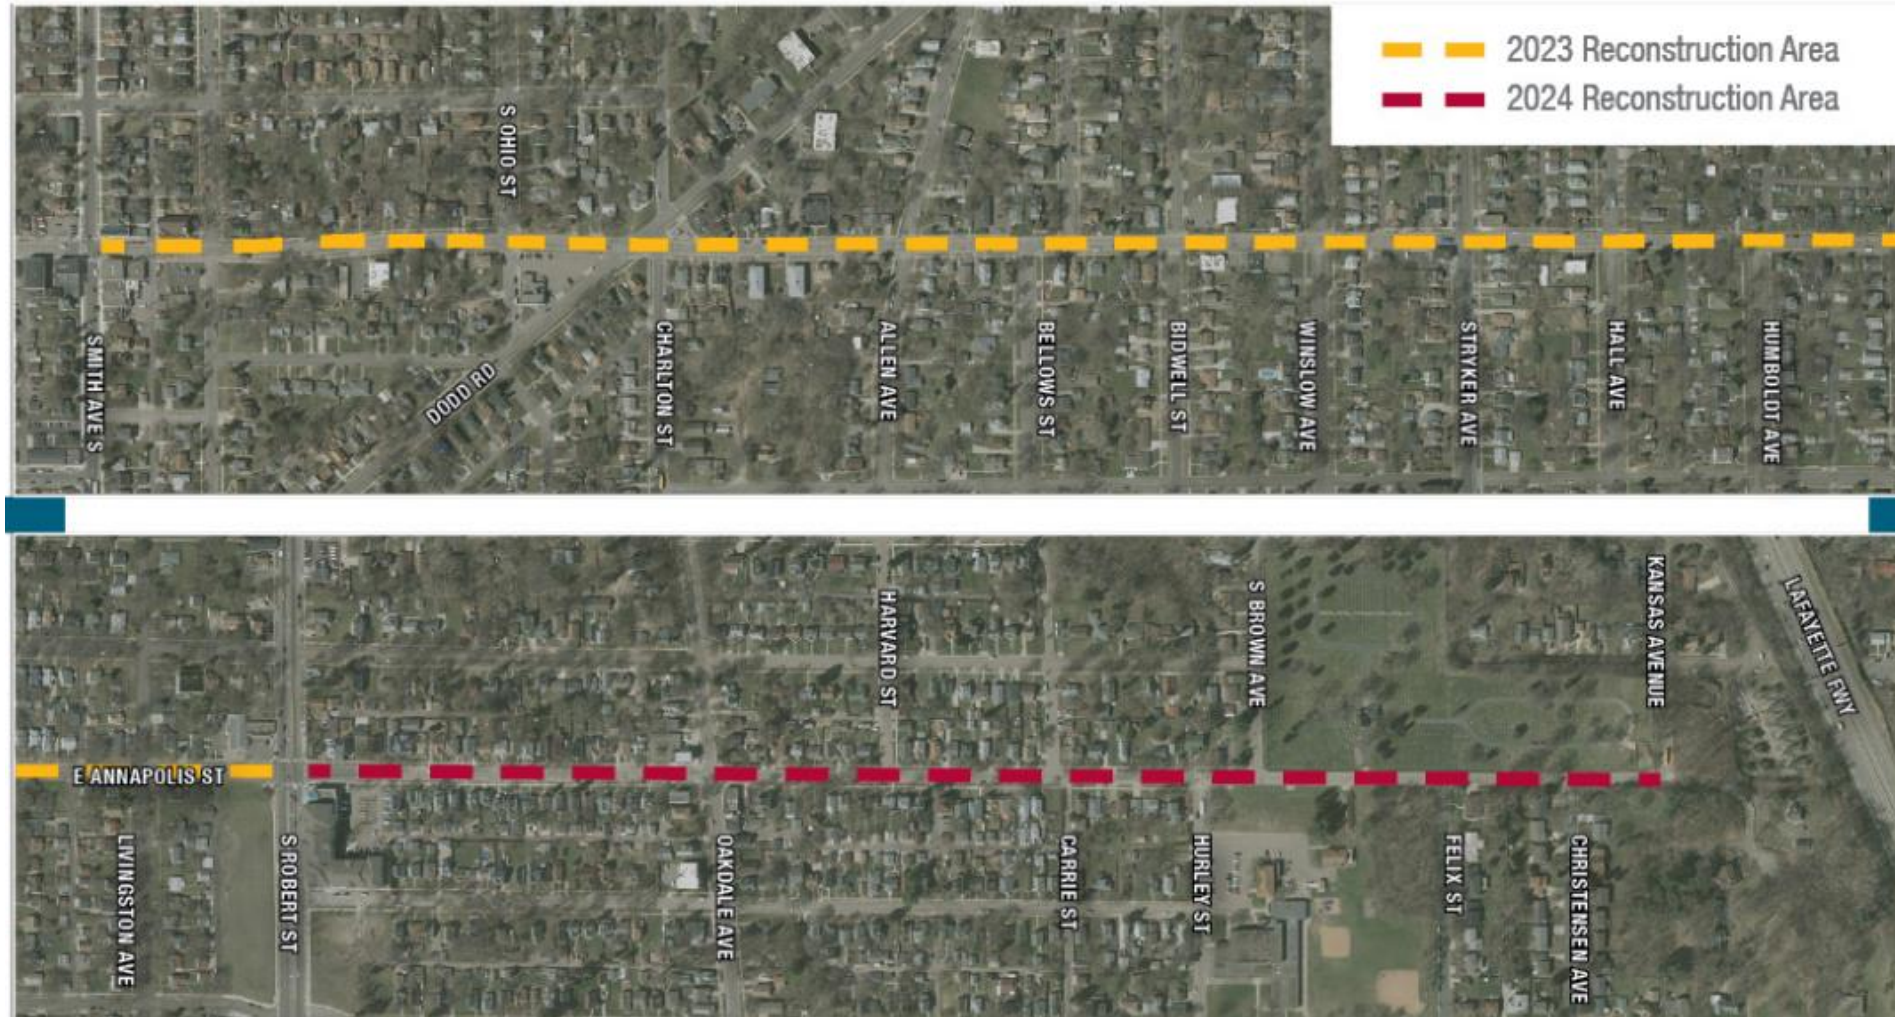 2023 Reconstruction Area
2024 Reconstruction Area
S OHIO ST
SMITH AVE S
DODD RD
CHARLTON ST
ALLEN AVE
BELLOWS ST
BIDWELL ST
WINSLOW AVE
STRYKER AVE
HALL AVE
HUMBOLDT AVE
HARVARD ST
S BROWN AVE
KANSAS AVENUE
LAFAYETTE FWY
E ANNAPOLIS ST
LIVINGSTON AVE
S ROBERT ST
OAKDALE AVE
CARRIE ST
HURLEY ST
FELIX ST
CHRISTENSEN AVE